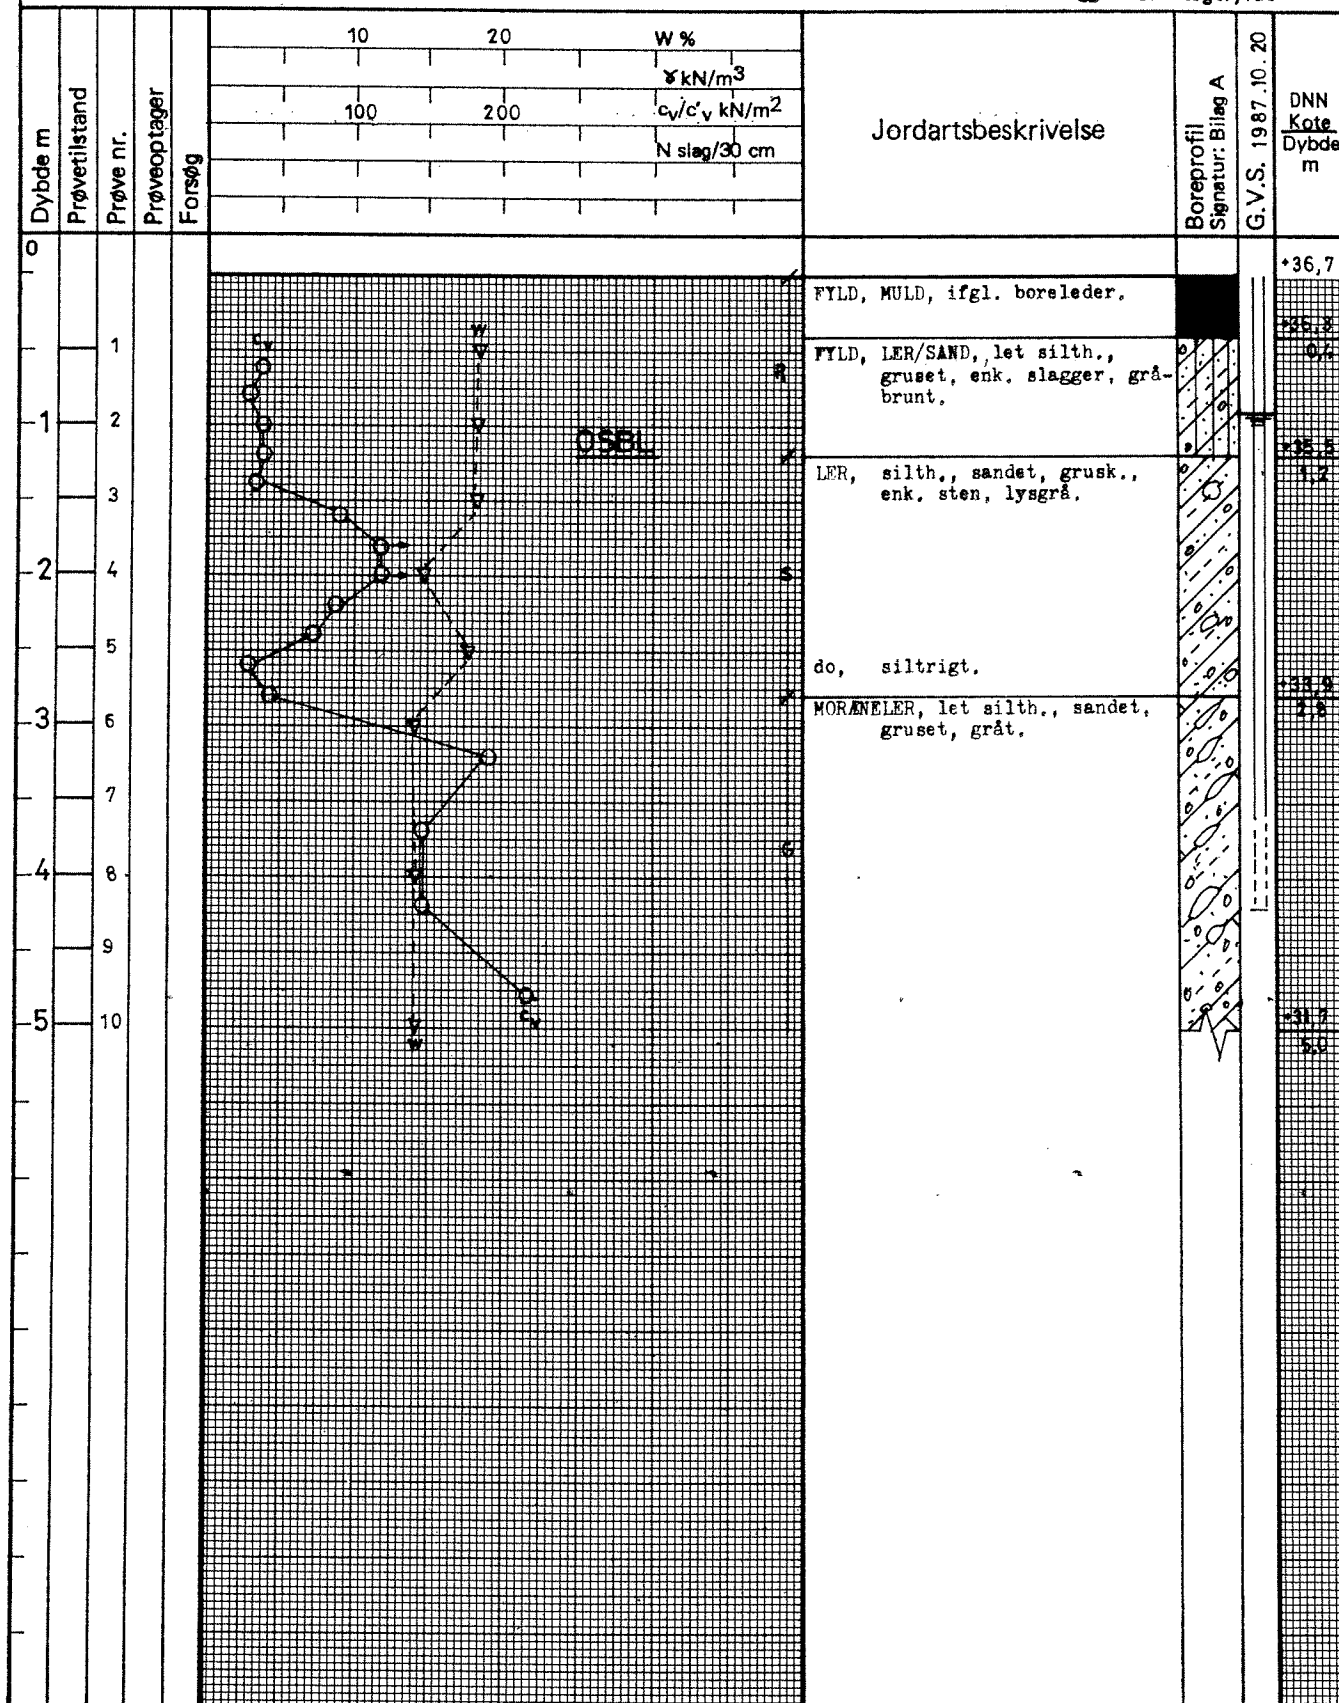 10 20 W %
γ kN/m³
100 200 cv/c'v kN/m²
N slag/30 cm
Dybde m
Prøvetilstand
Prøve nr.
Prøveoptager
Forsøg
Jordartsbeskrivelse
Boreprofil
Signatur: Bilag A
G.V.S. 1987.10.20
DNN
Kote
Dybde
m
0
+36,7
FYLD, MULD, ifgl. boreleder.
+36,3
0,4
cv
w
1
FYLD, LER/SAND, let silth.,
gruset, enk. slagger, grå-
brunt.
R
1
2
OSBL
+35,5
1,2
LER, silth., sandet, grusk.,
enk. sten, lysgrå.
3
2
4
S
5
do, siltrigt.
+33,9
2,8
MORÆNELER, let silth., sandet,
gruset, gråt.
3
6
7
G
4
8
9
5
10
cv
w
+31,7
5,0